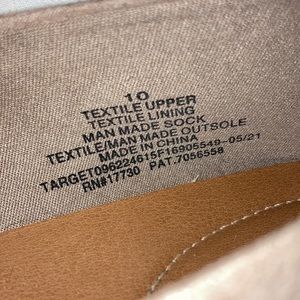 10
TEXTILE UPPER
TEXTILE LINING
MAN MADE SOCK
TEXTILE/MAN MADE OUTSOLE
MADE IN CHINA
TARGET096224615F16905549-05/21
RN#17730 PAT.7056558